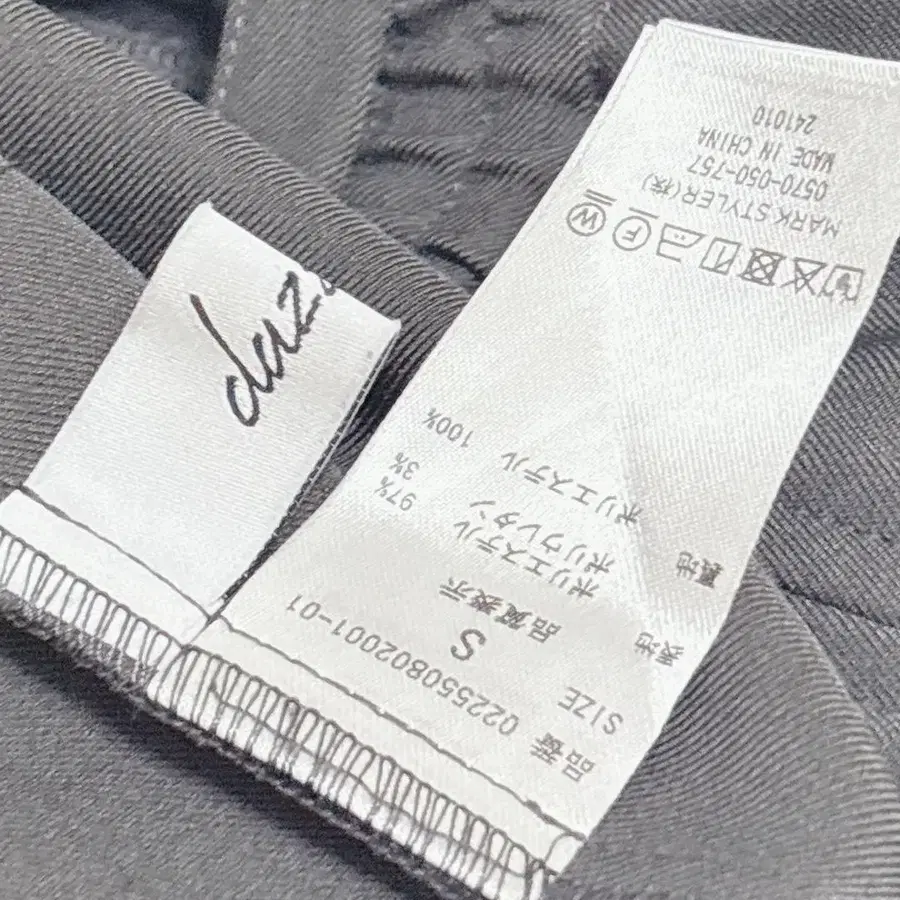 duz
品番 022550802001-01
SIZE S
品質表示
表地 ポリエステル 97%
ポリウレタン 3%
裏地 ポリエステル 100%
MARK STYLER(株)
0570-050-757
MADE IN CHINA
241010